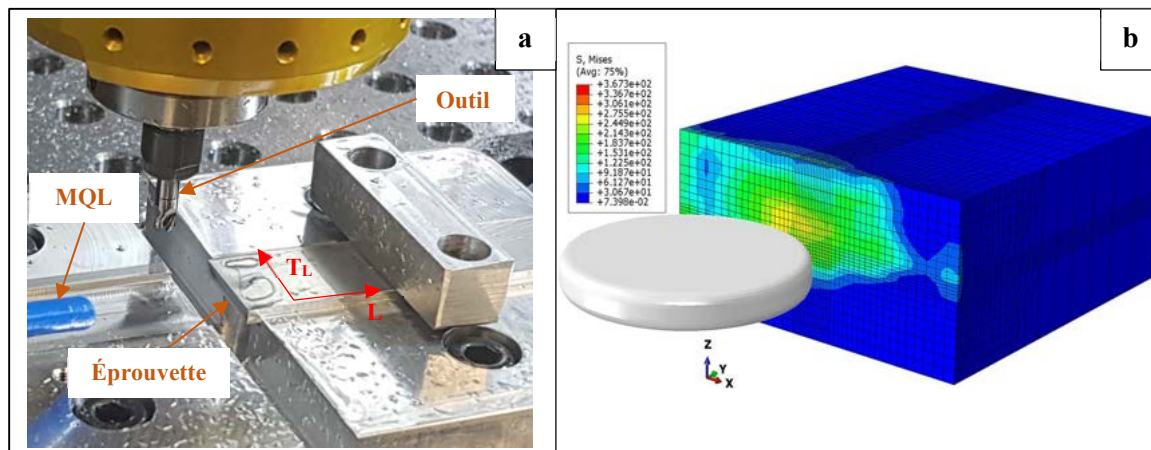 a
Outil
MQL
TL
L
Éprouvette
b
S, Mises
(Avg: 75%)
+3.673e+02
+3.367e+02
+3.061e+02
+2.755e+02
+2.449e+02
+2.143e+02
+1.837e+02
+1.531e+02
+1.225e+02
+9.187e+01
+6.127e+01
+3.067e+01
+7.398e-02
Z
Y
X